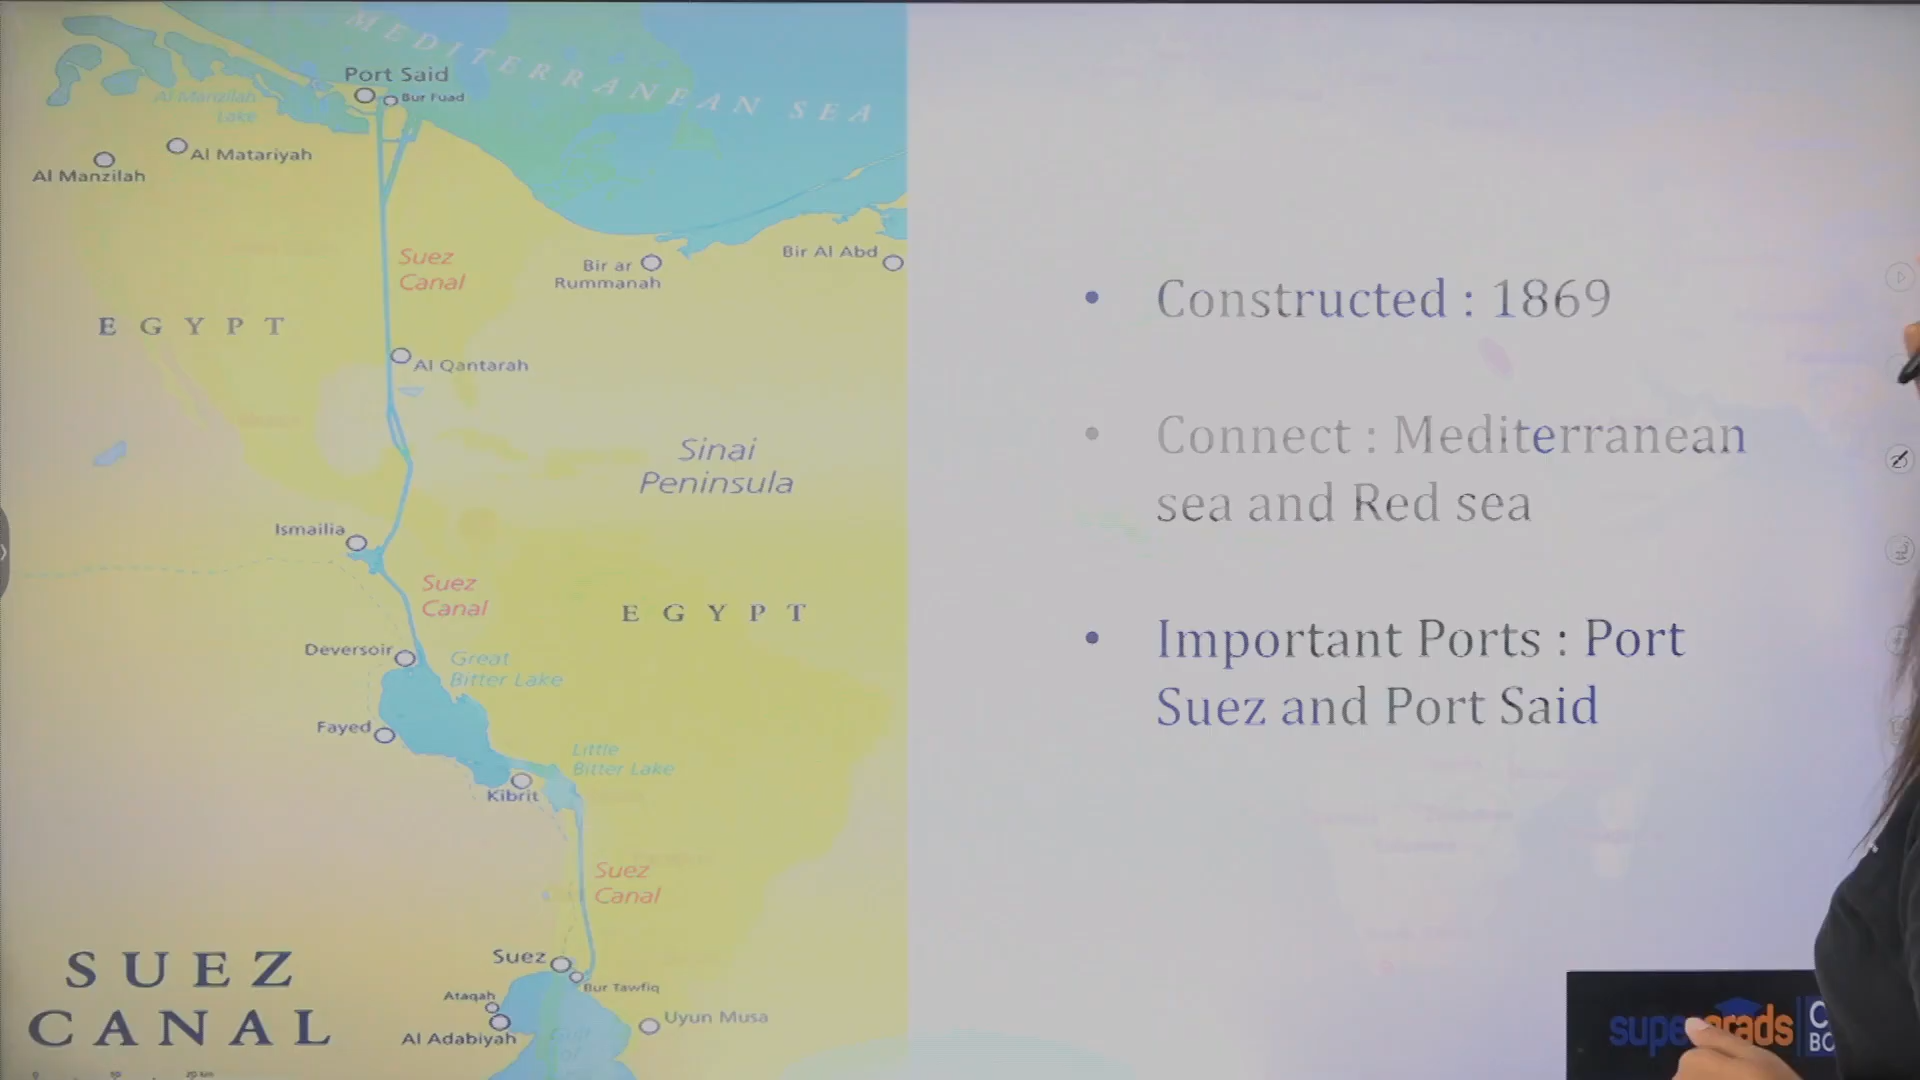 MEDITERRANEAN SEA
Port Said
Bur Fuad
Al Manzilah
Lake
Al Matariyah
Al Manzilah
Suez
Canal
Bir ar
Rummanah
Bir Al Abd
EGYPT
Al Qantarah
Sinai
Peninsula
Ismailia
Suez
Canal
EGYPT
Deversoir
Great
Bitter Lake
Fayed
Little
Bitter Lake
Kibrit
Suez
Canal
Suez
Bur Tawfiq
Ataqah
Al Adabiyah
Uyun Musa
Gulf
of
SUEZ
CANAL
• Constructed : 1869
• Connect : Mediterranean
sea and Red sea
• Important Ports : Port
Suez and Port Said